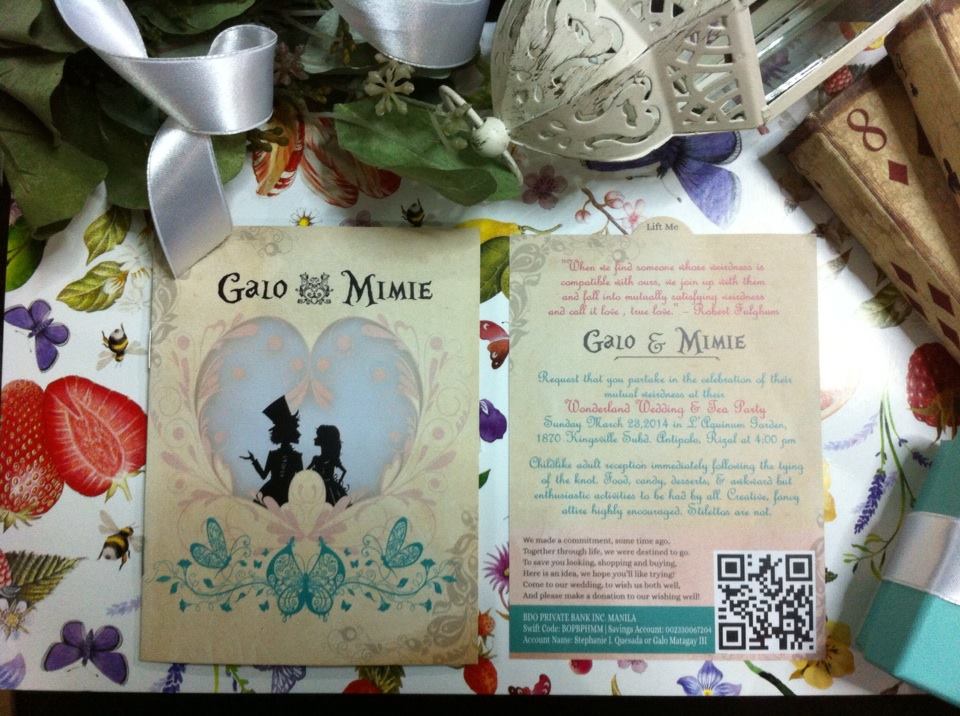 Galo Mimie
8
Lift Me
"When we find someone whose weirdness is
compatible with ours, we join up with them
and fall into mutually satisfying weirdness
and call it love , true love." – Robert Fulghum
Galo & Mimie
Request that you partake in the celebration of their
mutual weirdness at their
Wonderland Wedding & Tea Party
Sunday March 23,2014 in L'Aquinum Garden,
1870 Kingsville Subd. Antipolo, Rizal at 4:00 pm
Childlike adult reception immediately following the tying
of the knot. Food, candy, desserts, & awkward but
enthusiastic activities to be had by all. Creative, fancy
attire highly encouraged. Stilettos are not.
We made a commitment, some time ago,
Together through life, we were destined to go.
To save you looking, shopping and buying,
Here is an idea, we hope you'll like trying!
Come to our wedding, to wish us both well,
And please make a donation to our wishing well!
BDO PRIVATE BANK INC. MANILA
Swift Code: BOPBPHMM | Savings Account: 002330067204
Account Name: Stephanie I. Quesada or Galo Matagay III